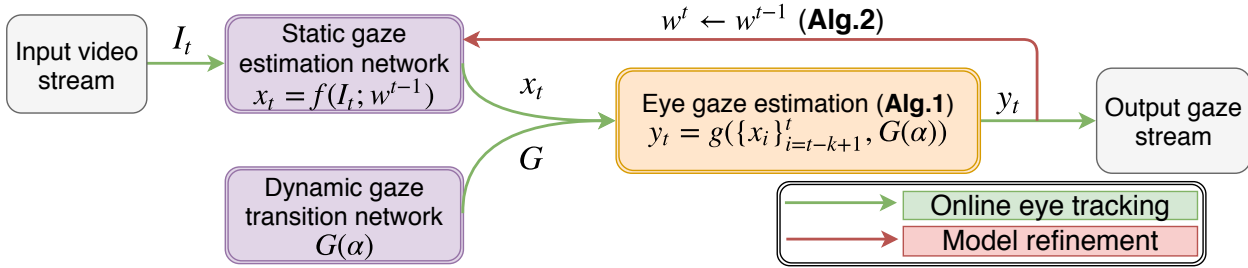 Input video
stream
I_t
Static gaze
estimation network
x_t = f(I_t; w^{t−1})
w^t ← w^{t−1} (Alg.2)
x_t
G
Dynamic gaze
transition network
G(α)
Eye gaze estimation (Alg.1)
y_t = g({x_i}_{i=t−k+1}^t, G(α))
y_t
Output gaze
stream
Online eye tracking
Model refinement